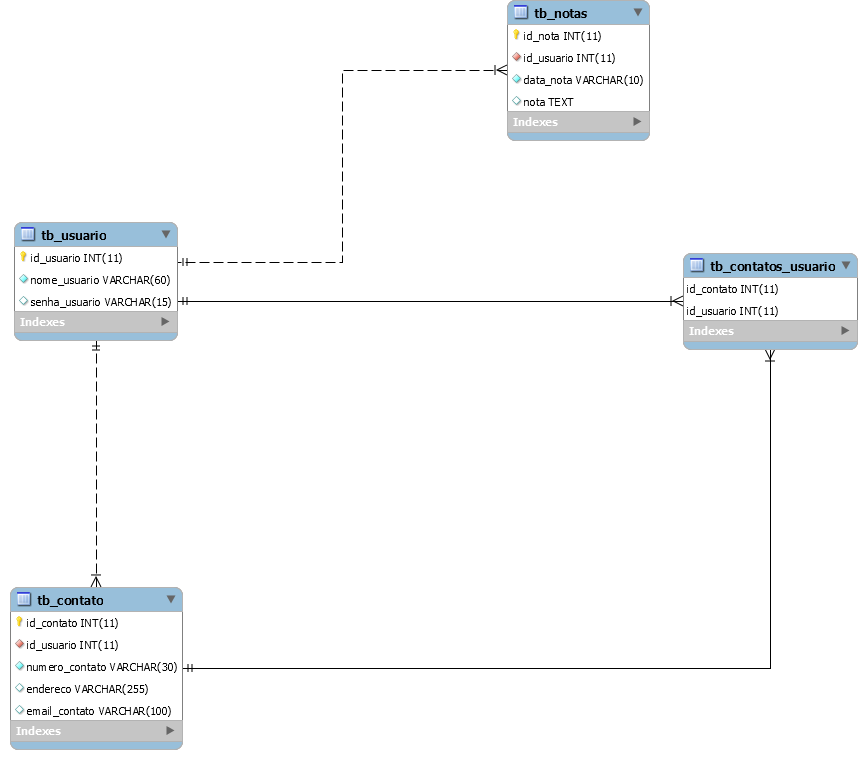 tb_notas
id_nota INT(11)
id_usuario INT(11)
data_nota VARCHAR(10)
nota TEXT
Indexes
tb_usuario
id_usuario INT(11)
nome_usuario VARCHAR(60)
senha_usuario VARCHAR(15)
Indexes
tb_contatos_usuario
id_contato INT(11)
id_usuario INT(11)
Indexes
tb_contato
id_contato INT(11)
id_usuario INT(11)
numero_contato VARCHAR(30)
endereco VARCHAR(255)
email_contato VARCHAR(100)
Indexes